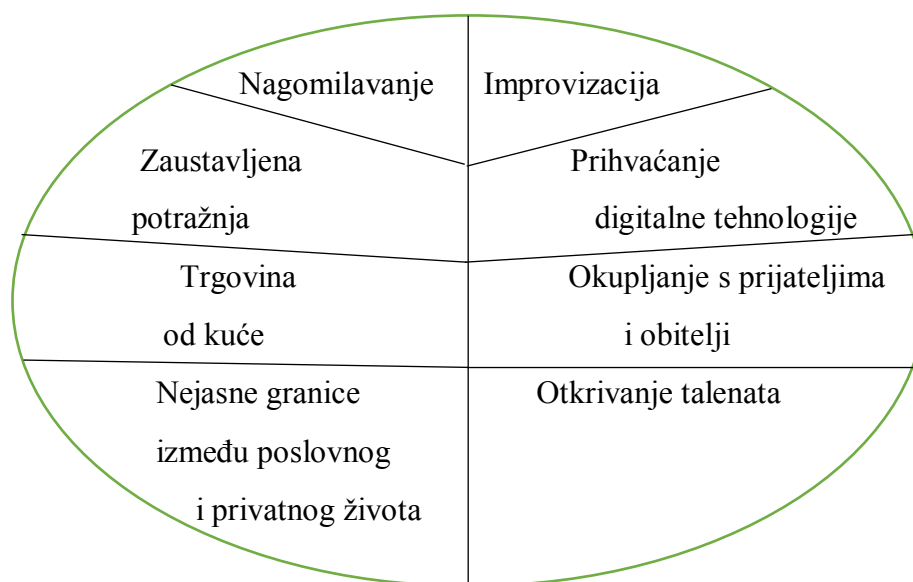 Nagomilavanje
Improvizacija
Zaustavljena
potražnja
Prihvaćanje
digitalne tehnologije
Trgovina
od kuće
Okupljanje s prijateljima
i obitelji
Nejasne granice
između poslovnog
i privatnog života
Otkrivanje talenata